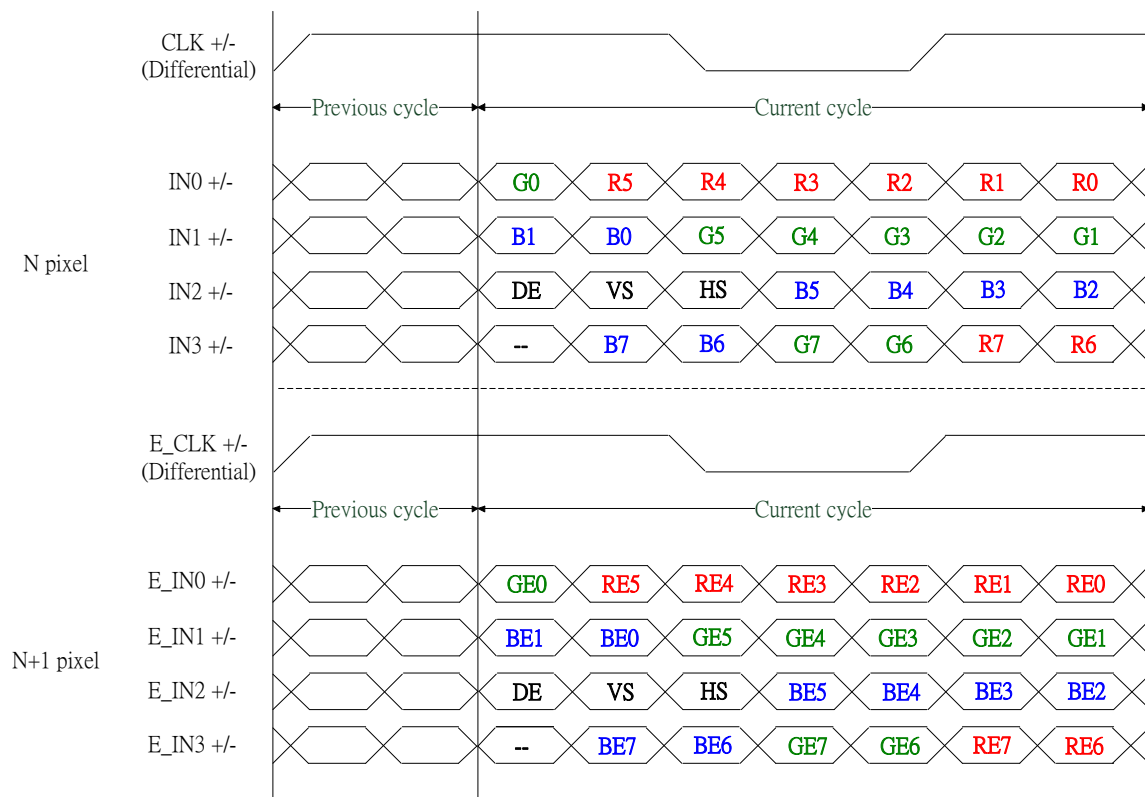 CLK +/-
(Differential)
Previous cycle Current cycle
IN0 +/- G0 R5 R4 R3 R2 R1 R0
IN1 +/- B1 B0 G5 G4 G3 G2 G1
N pixel
IN2 +/- DE VS HS B5 B4 B3 B2
IN3 +/- -- B7 B6 G7 G6 R7 R6
E_CLK +/-
(Differential)
Previous cycle Current cycle
E_IN0 +/- GE0 RE5 RE4 RE3 RE2 RE1 RE0
E_IN1 +/- BE1 BE0 GE5 GE4 GE3 GE2 GE1
N+1 pixel
E_IN2 +/- DE VS HS BE5 BE4 BE3 BE2
E_IN3 +/- -- BE7 BE6 GE7 GE6 RE7 RE6